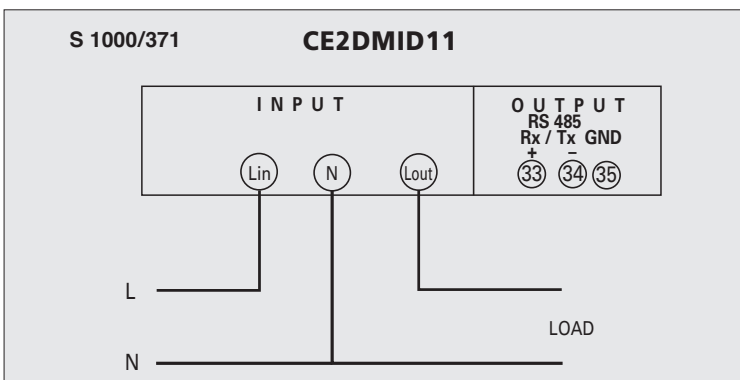 S 1000/371
CE2DMID11
INPUT
OUTPUT
RS 485
Rx / Tx GND
+ –
Lin N Lout
33 34 35
L
LOAD
N